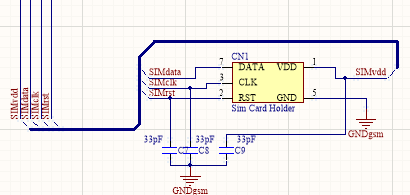 CN1
SIMdata 7 DATA VDD 1 SIMvdd
SIMclk 3 CLK
SIMrst 2 RST GND 5
Sim Card Holder
SIMvdd
SIMdata
SIMclk
SIMrst
GNDgsm
33pF 33pF 33pF
C7 C8 C9
GNDgsm